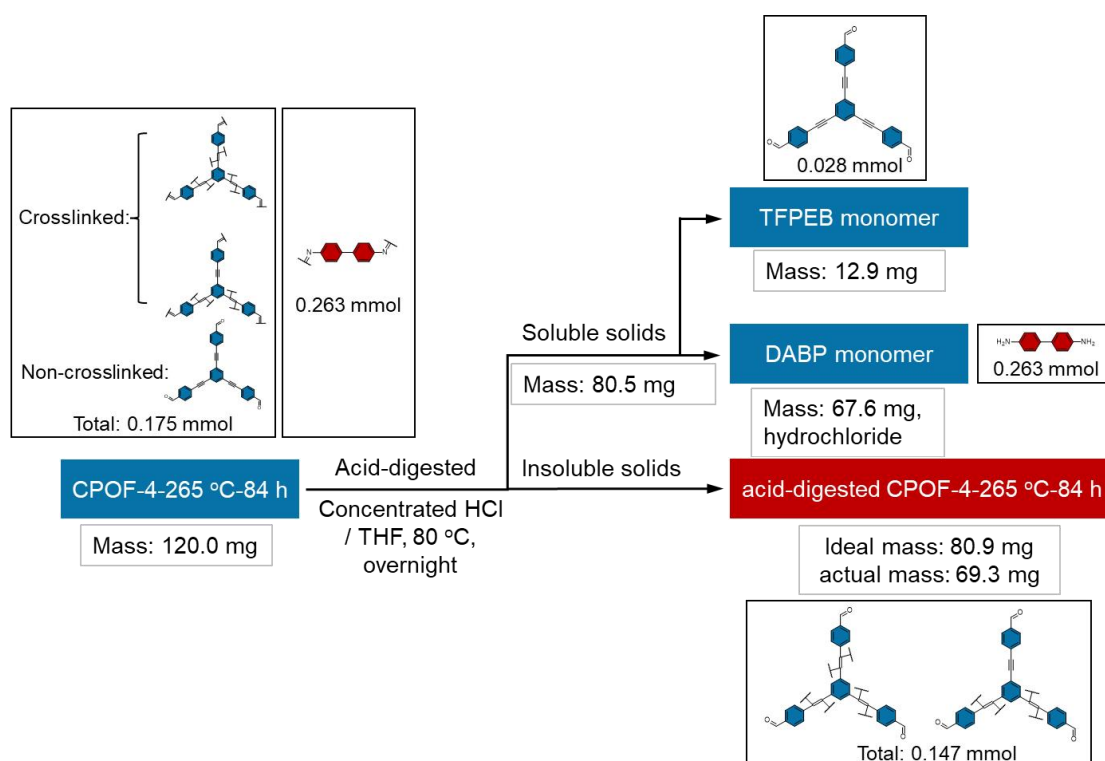 0.028 mmol
TFPEB monomer
Mass: 12.9 mg
Crosslinked:
0.263 mmol
Non-crosslinked:
Total: 0.175 mmol
Soluble solids
Mass: 80.5 mg
DABP monomer
H₂N
NH₂
0.263 mmol
Mass: 67.6 mg,
hydrochloride
CPOF-4-265 °C-84 h
Mass: 120.0 mg
Acid-digested
Concentrated HCl
/ THF, 80 °C,
overnight
Insoluble solids
acid-digested CPOF-4-265 °C-84 h
Ideal mass: 80.9 mg
actual mass: 69.3 mg
Total: 0.147 mmol